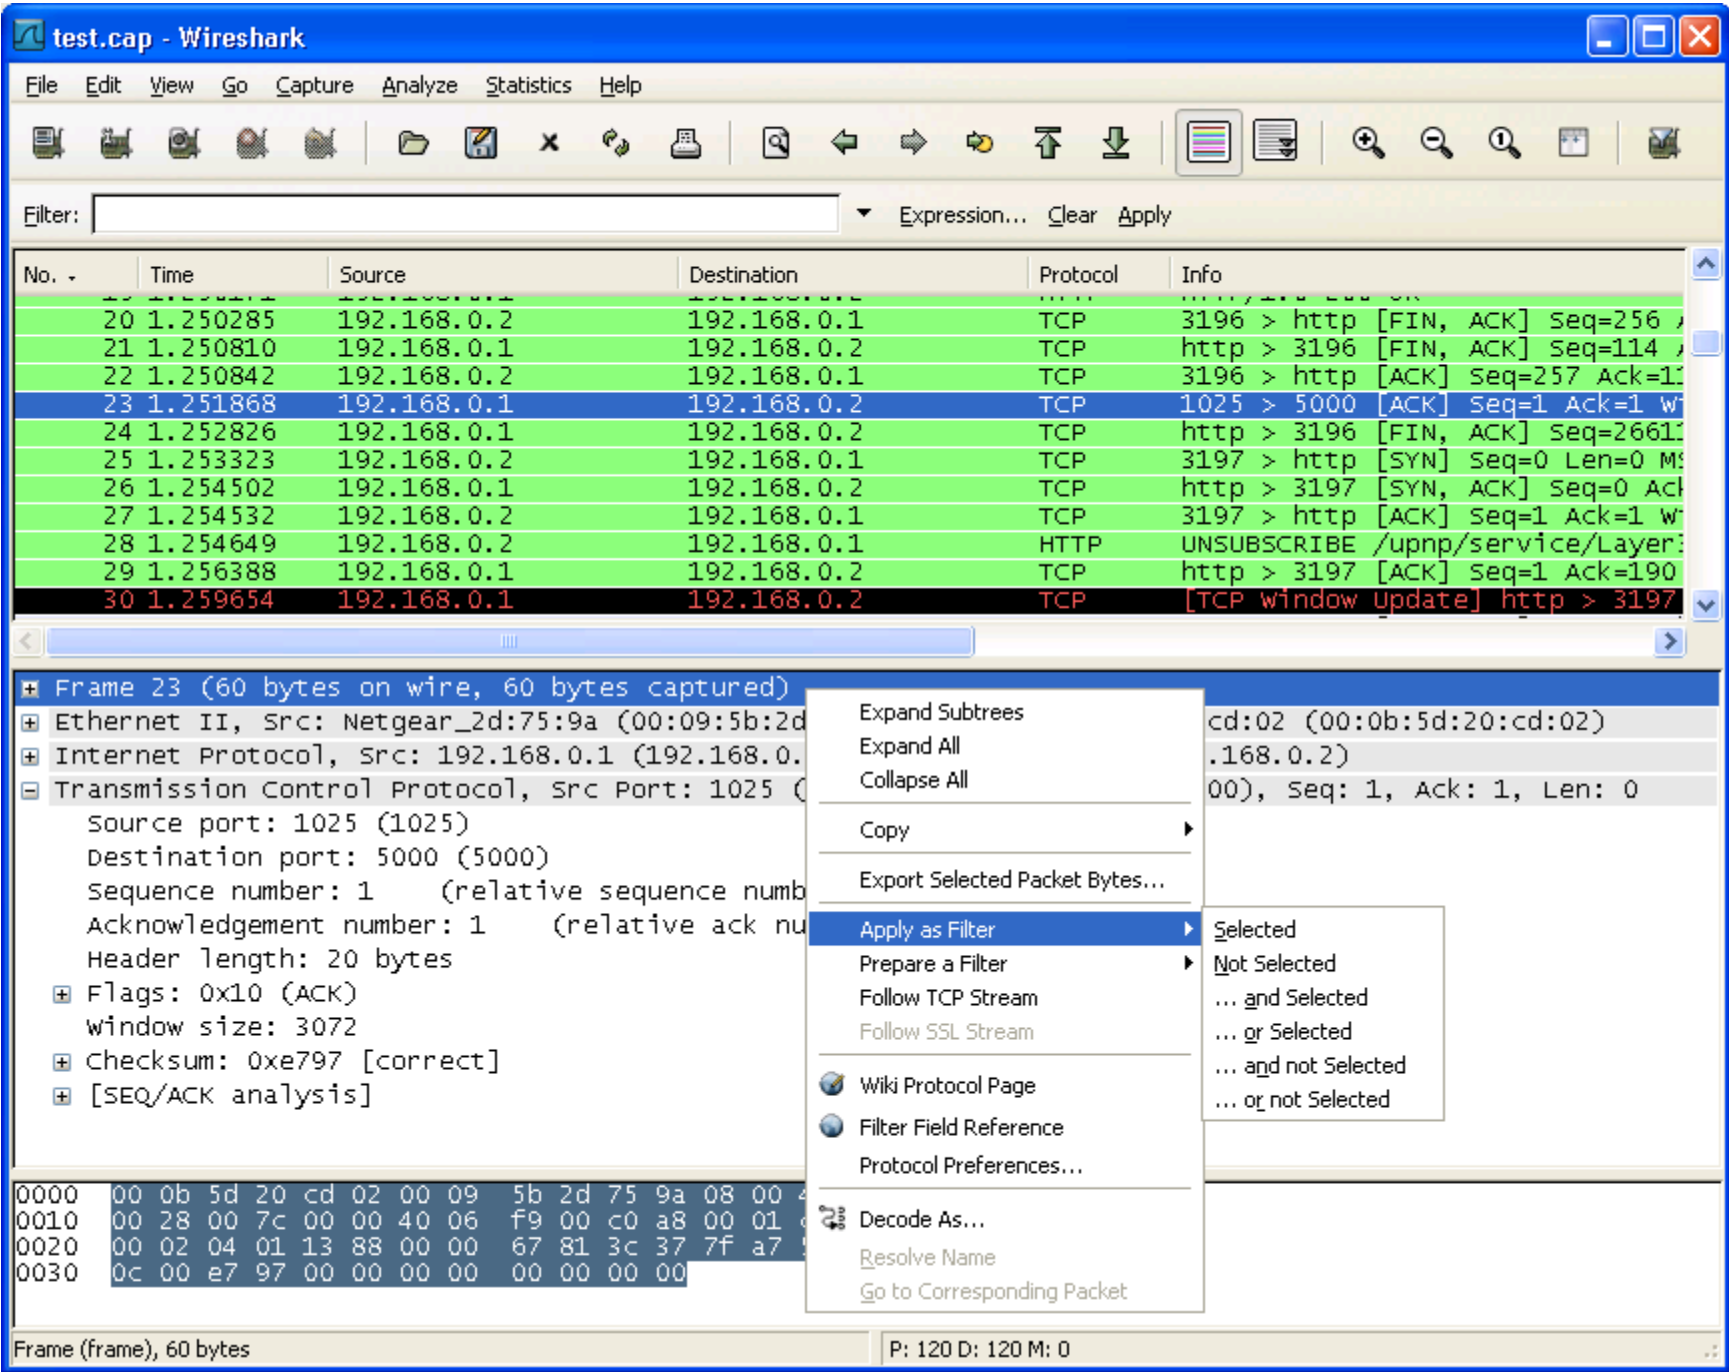 test.cap - Wireshark
File Edit View Go Capture Analyze Statistics Help
Filter: Expression... Clear Apply
No. Time Source Destination Protocol Info
20 1.250285 192.168.0.2 192.168.0.1 TCP 3196 > http [FIN, ACK] Seq=256
21 1.250810 192.168.0.1 192.168.0.2 TCP http > 3196 [FIN, ACK] Seq=114
22 1.250842 192.168.0.2 192.168.0.1 TCP 3196 > http [ACK] Seq=257 Ack=11
23 1.251868 192.168.0.1 192.168.0.2 TCP 1025 > 5000 [ACK] Seq=1 Ack=1
24 1.252826 192.168.0.1 192.168.0.2 TCP http > 3196 [FIN, ACK] Seq=26611
25 1.253323 192.168.0.2 192.168.0.1 TCP 3197 > http [SYN] Seq=0 Len=0
26 1.254502 192.168.0.1 192.168.0.2 TCP http > 3197 [SYN, ACK] Seq=0
27 1.254532 192.168.0.2 192.168.0.1 TCP 3197 > http [ACK] Seq=1 Ack=1
28 1.254649 192.168.0.2 192.168.0.1 HTTP UNSUBSCRIBE /upnp/service/Layer3
29 1.256388 192.168.0.1 192.168.0.2 TCP http > 3197 [ACK] Seq=1 Ack=190
30 1.259654 192.168.0.1 192.168.0.2 TCP [TCP Window Update] http > 3197
Frame 23 (60 bytes on wire, 60 bytes captured)
Ethernet II, Src: Netgear_2d:75:9a (00:09:5b:2d cd:02 (00:0b:5d:20:cd:02)
Internet Protocol, Src: 192.168.0.1 (192.168.0. .168.0.2)
Transmission Control Protocol, Src Port: 1025 ( 00), Seq: 1, Ack: 1, Len: 0
Source port: 1025 (1025)
Destination port: 5000 (5000)
Sequence number: 1 (relative sequence numb
Acknowledgement number: 1 (relative ack nu
Header length: 20 bytes
Flags: 0x10 (ACK)
Window size: 3072
Checksum: 0xe797 [correct]
[SEQ/ACK analysis]
Expand Subtrees
Expand All
Collapse All
Copy
Export Selected Packet Bytes...
Apply as Filter
Prepare a Filter
Follow TCP Stream
Follow SSL Stream
Wiki Protocol Page
Filter Field Reference
Protocol Preferences...
Decode As...
Resolve Name
Go to Corresponding Packet
Selected
Not Selected
... and Selected
... or Selected
... and not Selected
... or not Selected
0000 00 0b 5d 20 cd 02 00 09 5b 2d 75 9a 08 00
0010 00 28 00 7c 00 00 40 06 f9 00 c0 a8 00 01
0020 00 02 04 01 13 88 00 00 67 81 3c 37 7f a7
0030 0c 00 e7 97 00 00 00 00 00 00 00 00
Frame (frame), 60 bytes P: 120 D: 120 M: 0